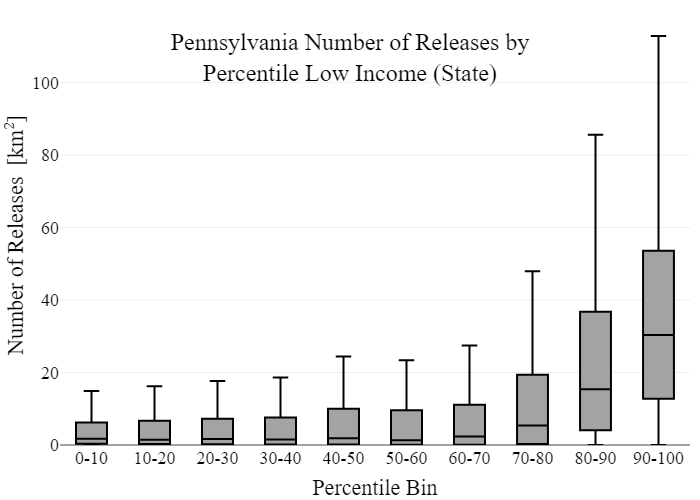 Pennsylvania Number of Releases by
Percentile Low Income (State)
Number of Releases [km²]
100
80
60
40
20
0
0-10 10-20 20-30 30-40 40-50 50-60 60-70 70-80 80-90 90-100
Percentile Bin